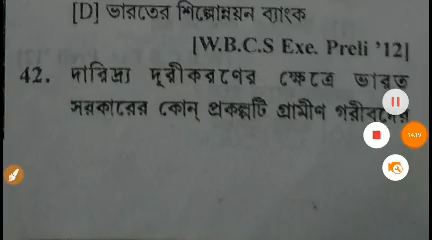 [D] ভারতের শিল্পোন্নয়ন ব্যাংক
[W.B.C.S Exe. Preli '12]
42. দারিদ্র্য দূরীকরণের ক্ষেত্রে ভারত
সরকারের কোন্ প্রকল্পটি গ্রামীণ গরীবদের